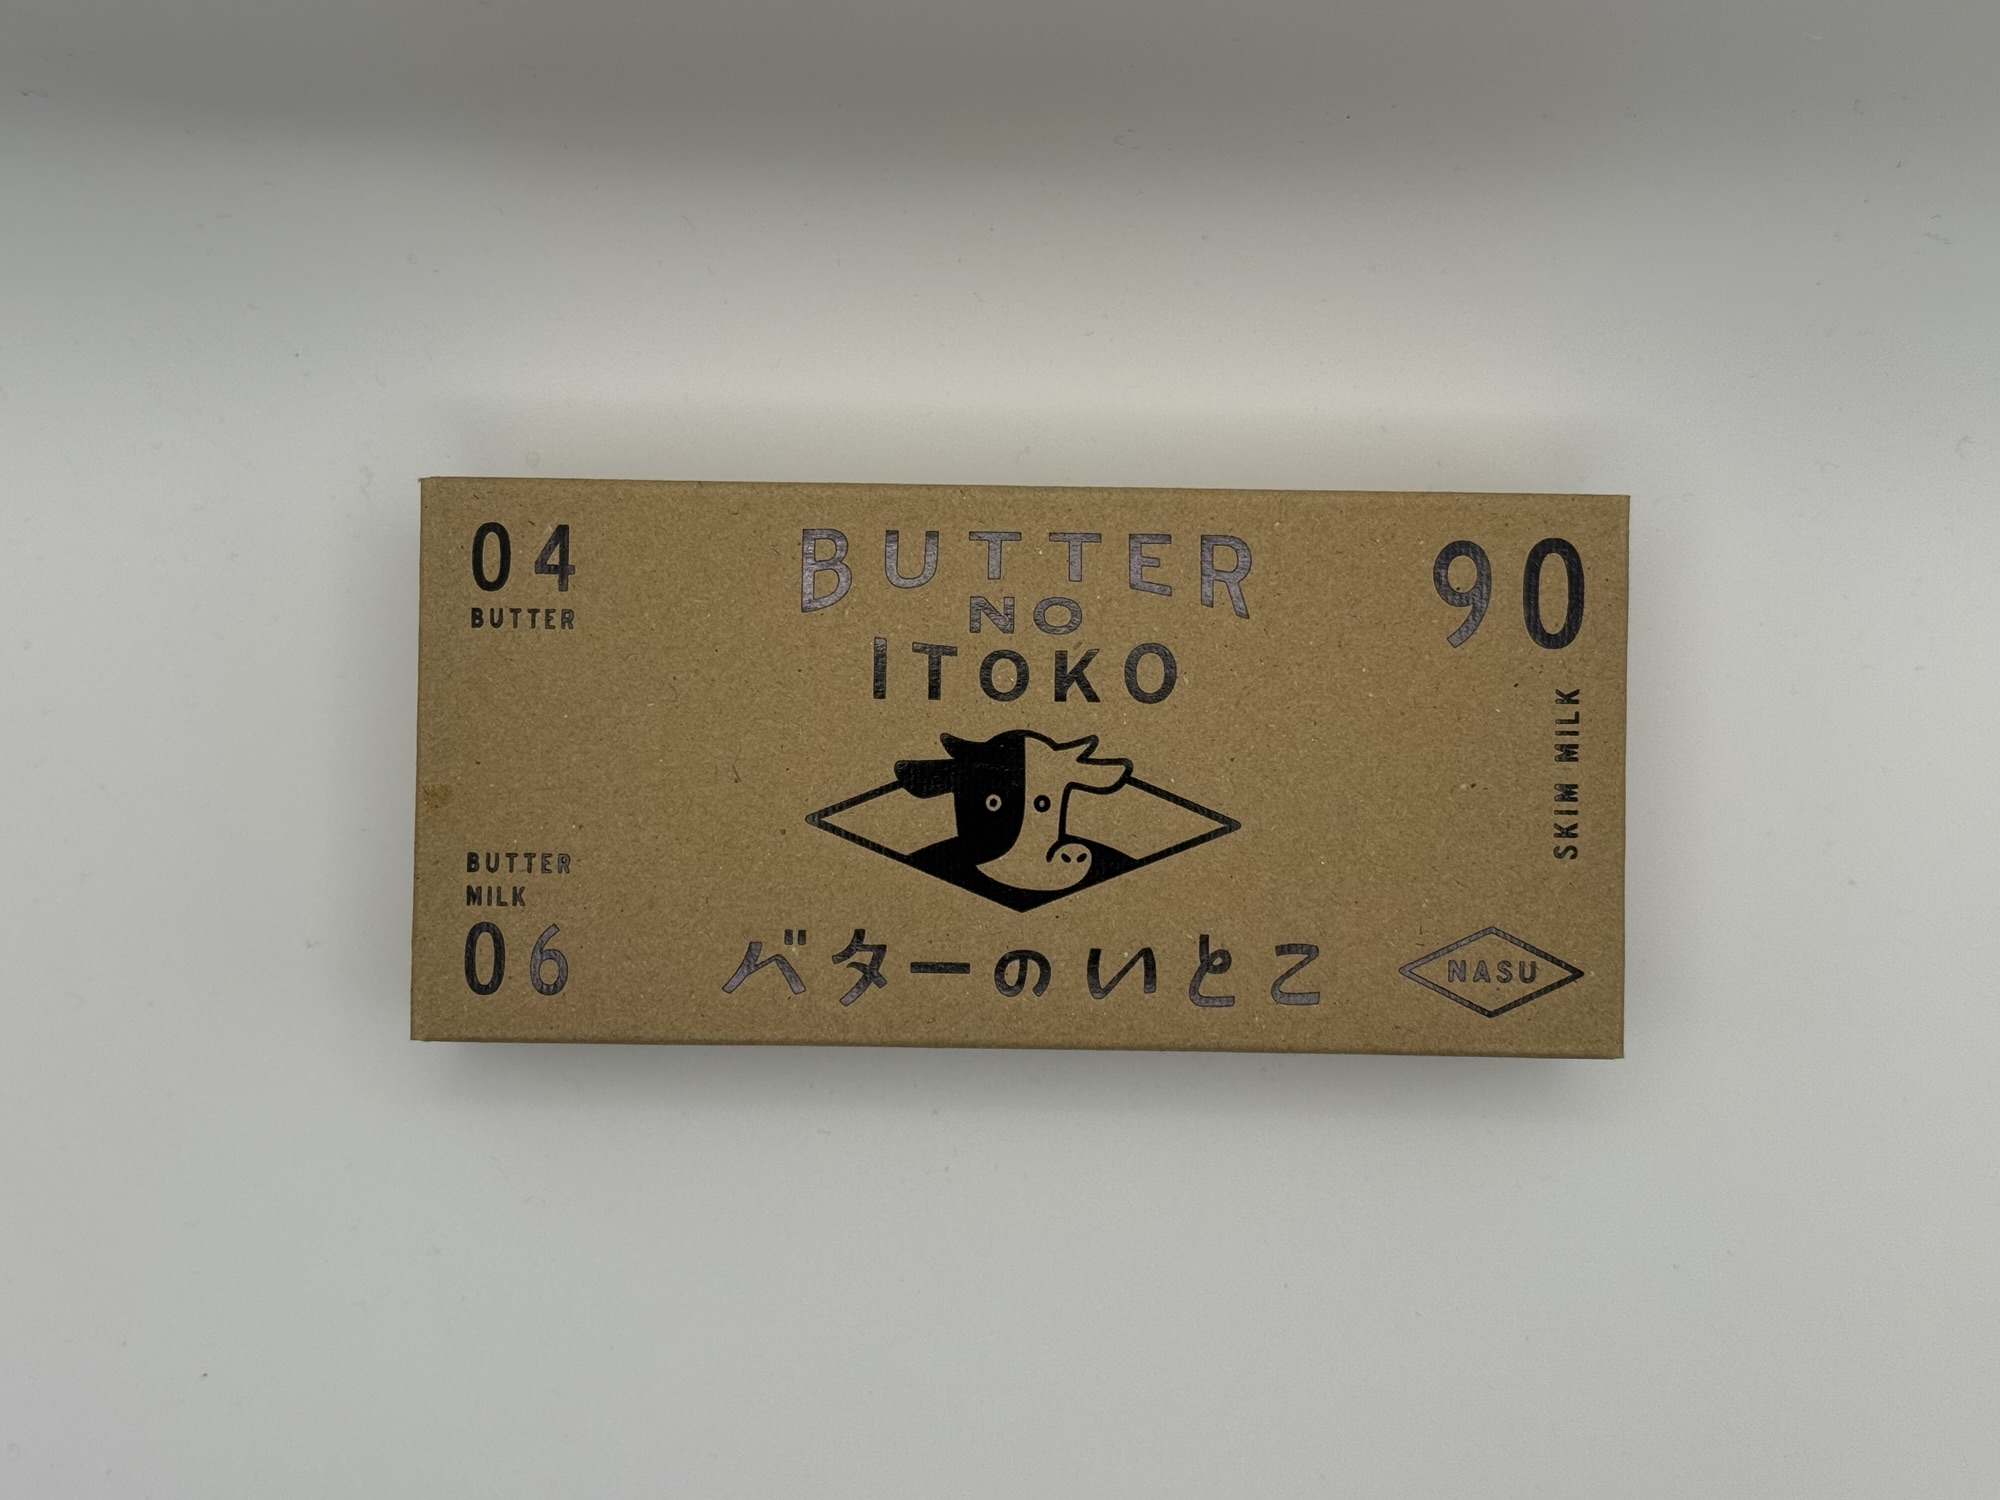 04
BUTTER
BUTTER
NO
ITOKO
90
SKIM MILK
BUTTER
MILK
06
バターのいとこ
NASU